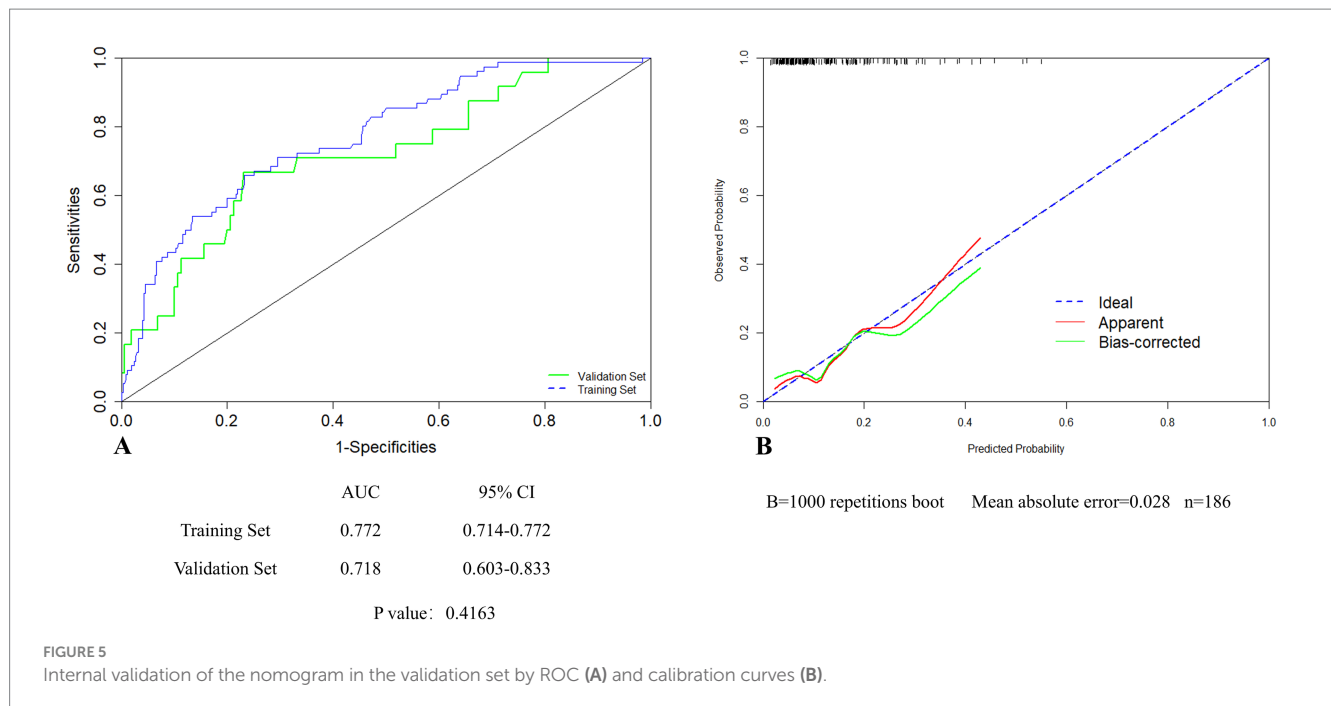 1.0
0.8
0.6
0.4
0.2
0.0
Sensitivities
Validation Set
Training Set
0.0 0.2 0.4 0.6 0.8 1.0
1-Specificities
A
AUC 95% CI
Training Set 0.772 0.714-0.772
Validation Set 0.718 0.603-0.833
P value: 0.4163
1.0
0.8
0.6
0.4
0.2
0.0
Observed Probability
Ideal
Apparent
Bias-corrected
0.0 0.2 0.4 0.6 0.8 1.0
Predicted Probability
B
B=1000 repetitions boot Mean absolute error=0.028 n=186
FIGURE 5
Internal validation of the nomogram in the validation set by ROC (A) and calibration curves (B).